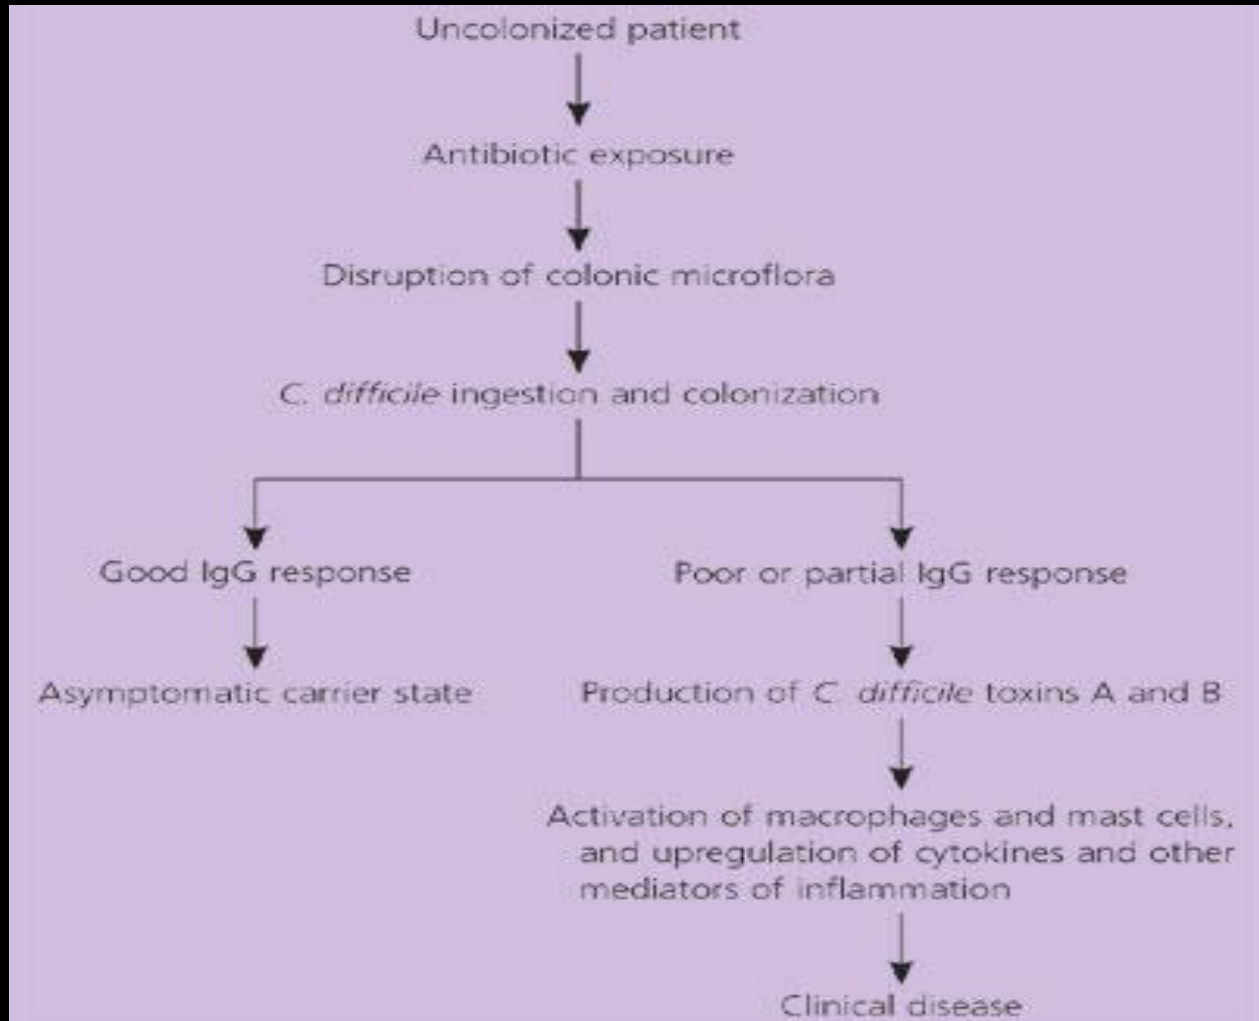 Uncolonized patient
Antibiotic exposure
Disruption of colonic microflora
C. difficile ingestion and colonization
Good IgG response
Poor or partial IgG response
Asymptomatic carrier state
Production of C. difficile toxins A and B
Activation of macrophages and mast cells,
and upregulation of cytokines and other
mediators of inflammation
Clinical disease